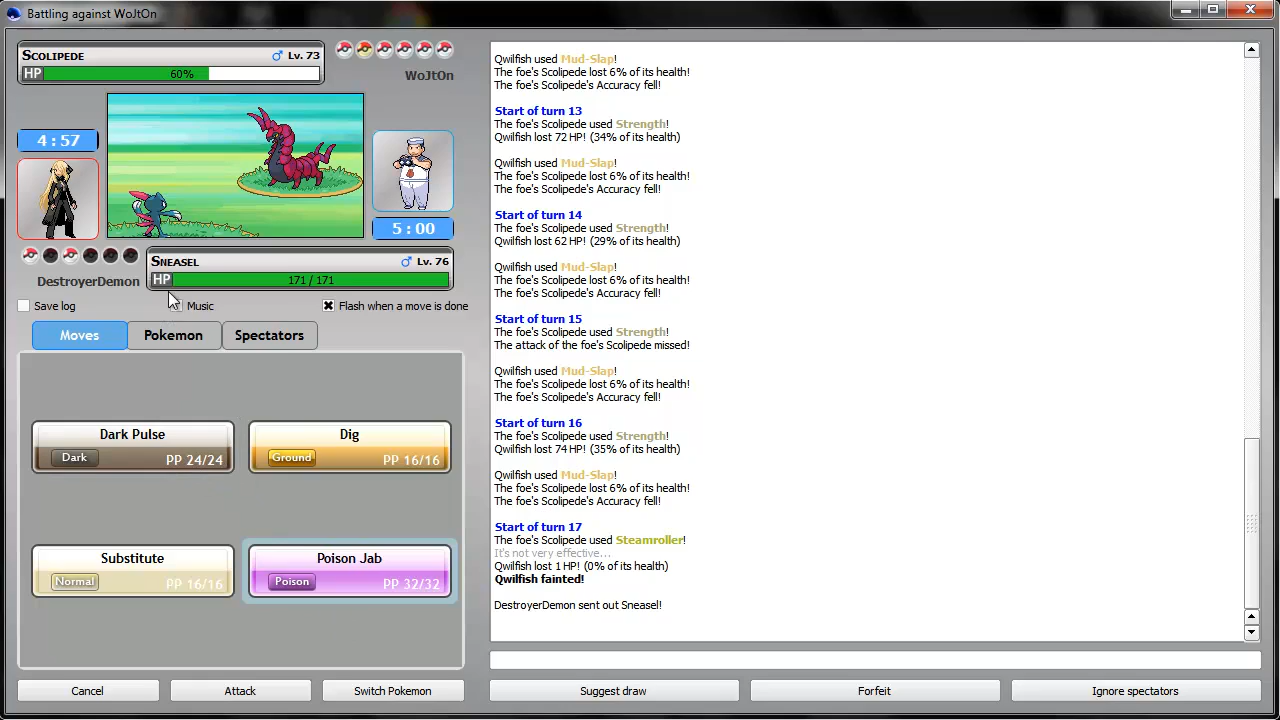 Battling against WoJtOn
SCOLIPEDE ♂ Lv. 73
HP 60%
WoJtOn
4:57
5:00
SNEASEL ♂ Lv. 76
HP 171 / 171
DestroyerDemon
Save log
Music
Flash when a move is done
Moves
Pokemon
Spectators
Dark Pulse
Dark PP 24/24
Dig
Ground PP 16/16
Substitute
Normal PP 16/16
Poison Jab
Poison PP 32/32
Cancel
Attack
Switch Pokemon
Qwilfish used Mud-Slap!
The foe's Scolipede lost 6% of its health!
The foe's Scolipede's Accuracy fell!
Start of turn 13
The foe's Scolipede used Strength!
Qwilfish lost 72 HP! (34% of its health)
Qwilfish used Mud-Slap!
The foe's Scolipede lost 6% of its health!
The foe's Scolipede's Accuracy fell!
Start of turn 14
The foe's Scolipede used Strength!
Qwilfish lost 62 HP! (29% of its health)
Qwilfish used Mud-Slap!
The foe's Scolipede lost 6% of its health!
The foe's Scolipede's Accuracy fell!
Start of turn 15
The foe's Scolipede used Strength!
The attack of the foe's Scolipede missed!
Qwilfish used Mud-Slap!
The foe's Scolipede lost 6% of its health!
The foe's Scolipede's Accuracy fell!
Start of turn 16
The foe's Scolipede used Strength!
Qwilfish lost 74 HP! (35% of its health)
Qwilfish used Mud-Slap!
The foe's Scolipede lost 6% of its health!
The foe's Scolipede's Accuracy fell!
Start of turn 17
The foe's Scolipede used Steamroller!
It's not very effective...
Qwilfish lost 1 HP! (0% of its health)
Qwilfish fainted!
DestroyerDemon sent out Sneasel!
Suggest draw
Forfeit
Ignore spectators